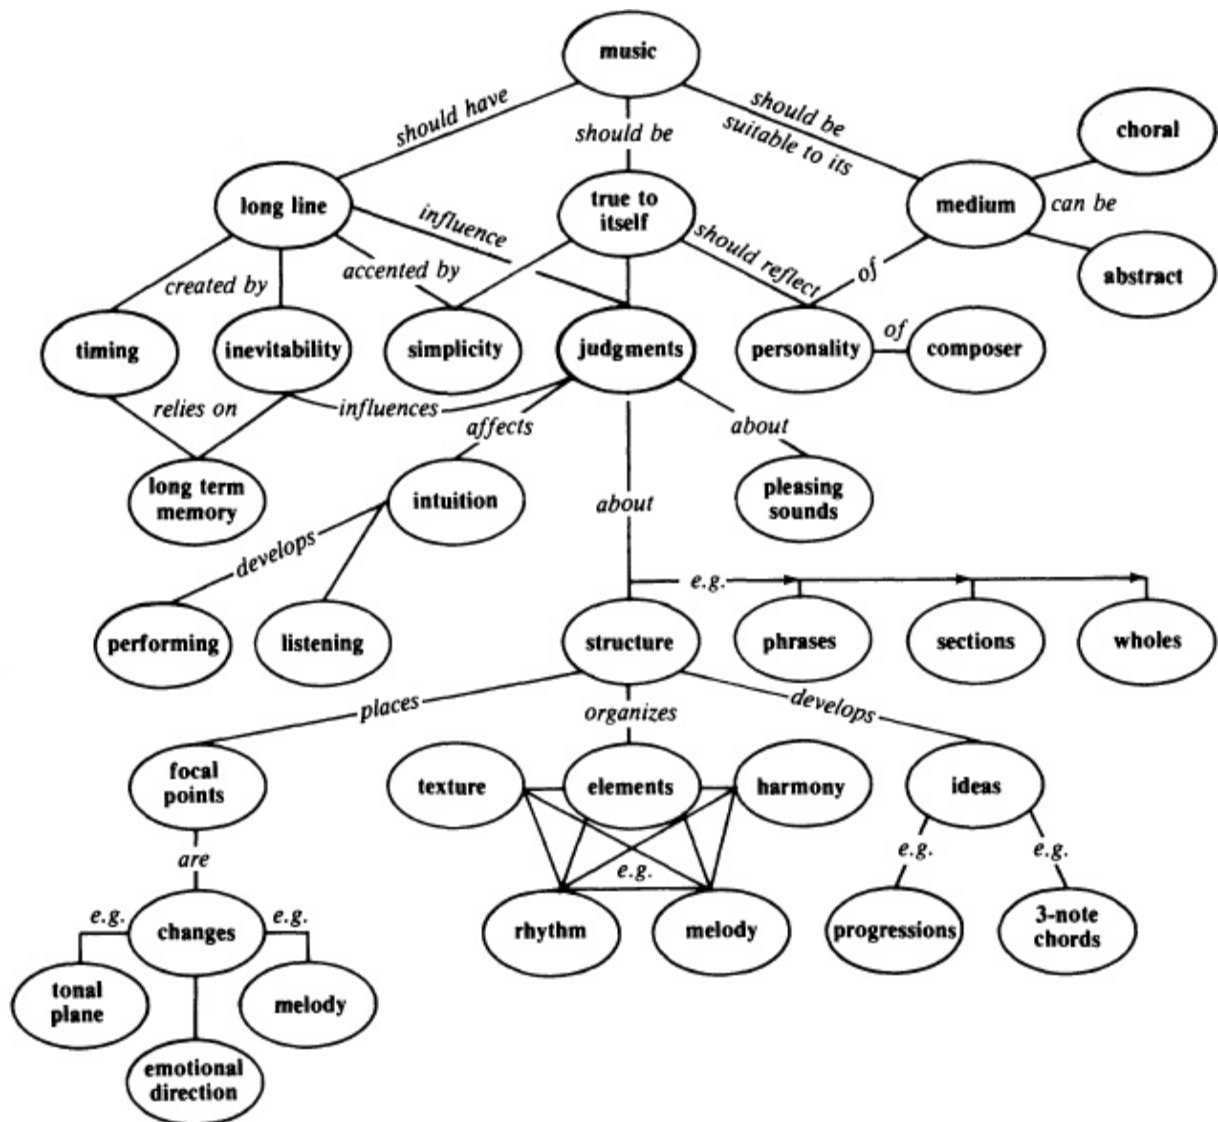 music
should have
should be
should be
suitable to its
choral
long line
true to
itself
medium
can be
influence
should reflect
of
abstract
created by
accented by
timing
inevitability
simplicity
judgments
personality
of
composer
relies on
influences
affects
about
long term
memory
intuition
about
pleasing
sounds
develops
e.g.
performing
listening
structure
phrases
sections
wholes
places
organizes
develops
focal
points
texture
elements
harmony
ideas
are
e.g.
e.g.
e.g.
e.g.
changes
e.g.
rhythm
melody
progressions
3-note
chords
tonal
plane
melody
emotional
direction